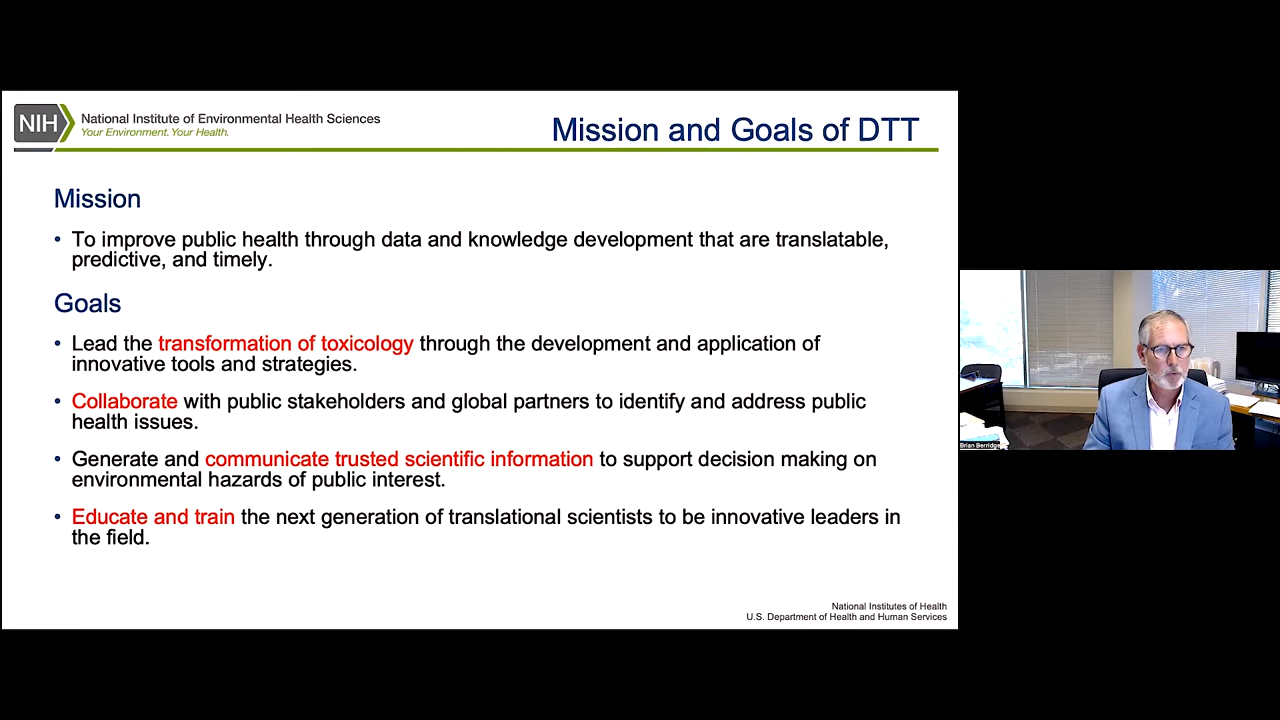 NIH
National Institute of Environmental Health Sciences
Your Environment. Your Health.
Mission and Goals of DTT
Mission
• To improve public health through data and knowledge development that are translatable,
predictive, and timely.
Goals
• Lead the transformation of toxicology through the development and application of
innovative tools and strategies.
• Collaborate with public stakeholders and global partners to identify and address public
health issues.
• Generate and communicate trusted scientific information to support decision making on
environmental hazards of public interest.
• Educate and train the next generation of translational scientists to be innovative leaders in
the field.
National Institutes of Health
U.S. Department of Health and Human Services
Brian Berridge